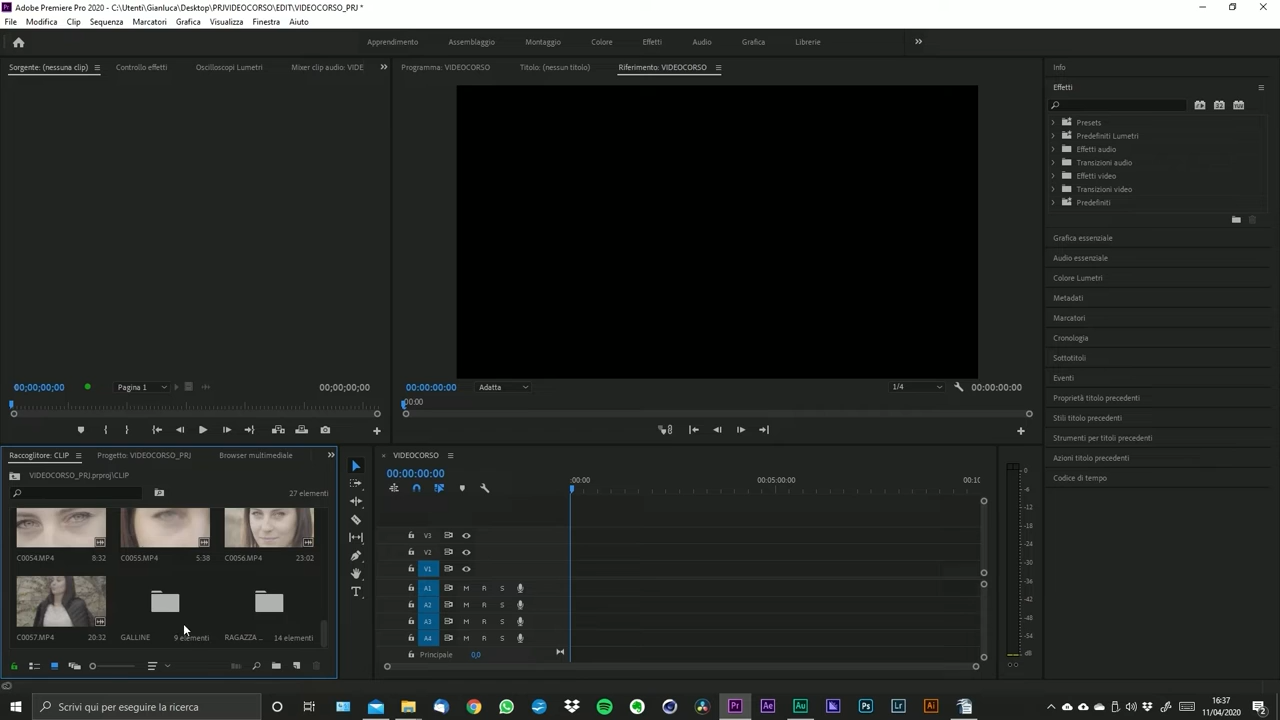 Adobe Premiere Pro 2020 - C:\Utenti\Gianluca\Desktop\PRJVIDEOCORSO\EDIT\VIDEOCORSO_PRJ *
File Modifica Clip Sequenza Marcatori Grafica Visualizza Finestra Aiuto
Apprendimento Assemblaggio Montaggio Colore Effetti Audio Grafica Librerie
Sorgente: (nessuna clip) Controllo effetti Oscilloscopi Lumetri Mixer clip audio: VIDE
Programma: VIDEOCORSO Titolo: (nessun titolo) Riferimento: VIDEOCORSO
Info
Effetti
Presets
Predefiniti Lumetri
Effetti audio
Transizioni audio
Effetti video
Transizioni video
Predefiniti
Grafica essenziale
Audio essenziale
Colore Lumetri
Metadati
Marcatori
Cronologia
Sottotitoli
Eventi
Proprietà titolo precedenti
Stili titolo precedenti
Strumenti per titoli precedenti
Azioni titolo precedenti
Codice di tempo
00;00;00;00 Pagina 1 00;00;00;00
00:00:00:00 Adatta 1/4 00:00:00:00
00:00
Raccoglitore: CLIP Progetto: VIDEOCORSO_PRJ Browser multimediale
VIDEOCORSO_PRJ.prproj\CLIP
27 elementi
C0054.MP4 8:32 C0055.MP4 5:38 C0056.MP4 23:02
C0057.MP4 20:32 GALLINE 9 elementi RAGAZZA ... 14 elementi
VIDEOCORSO
00:00:00:00
:00:00 00:05:00:00 00:10
V3
V2
V1
A1 M R S
A2 M R S
A3 M R S
A4 M R S
Principale 0,0
0
-6
-12
-18
-24
-30
-36
-42
-48
-54
dB
S S
Scrivi qui per eseguire la ricerca
16:37
11/04/2020
2